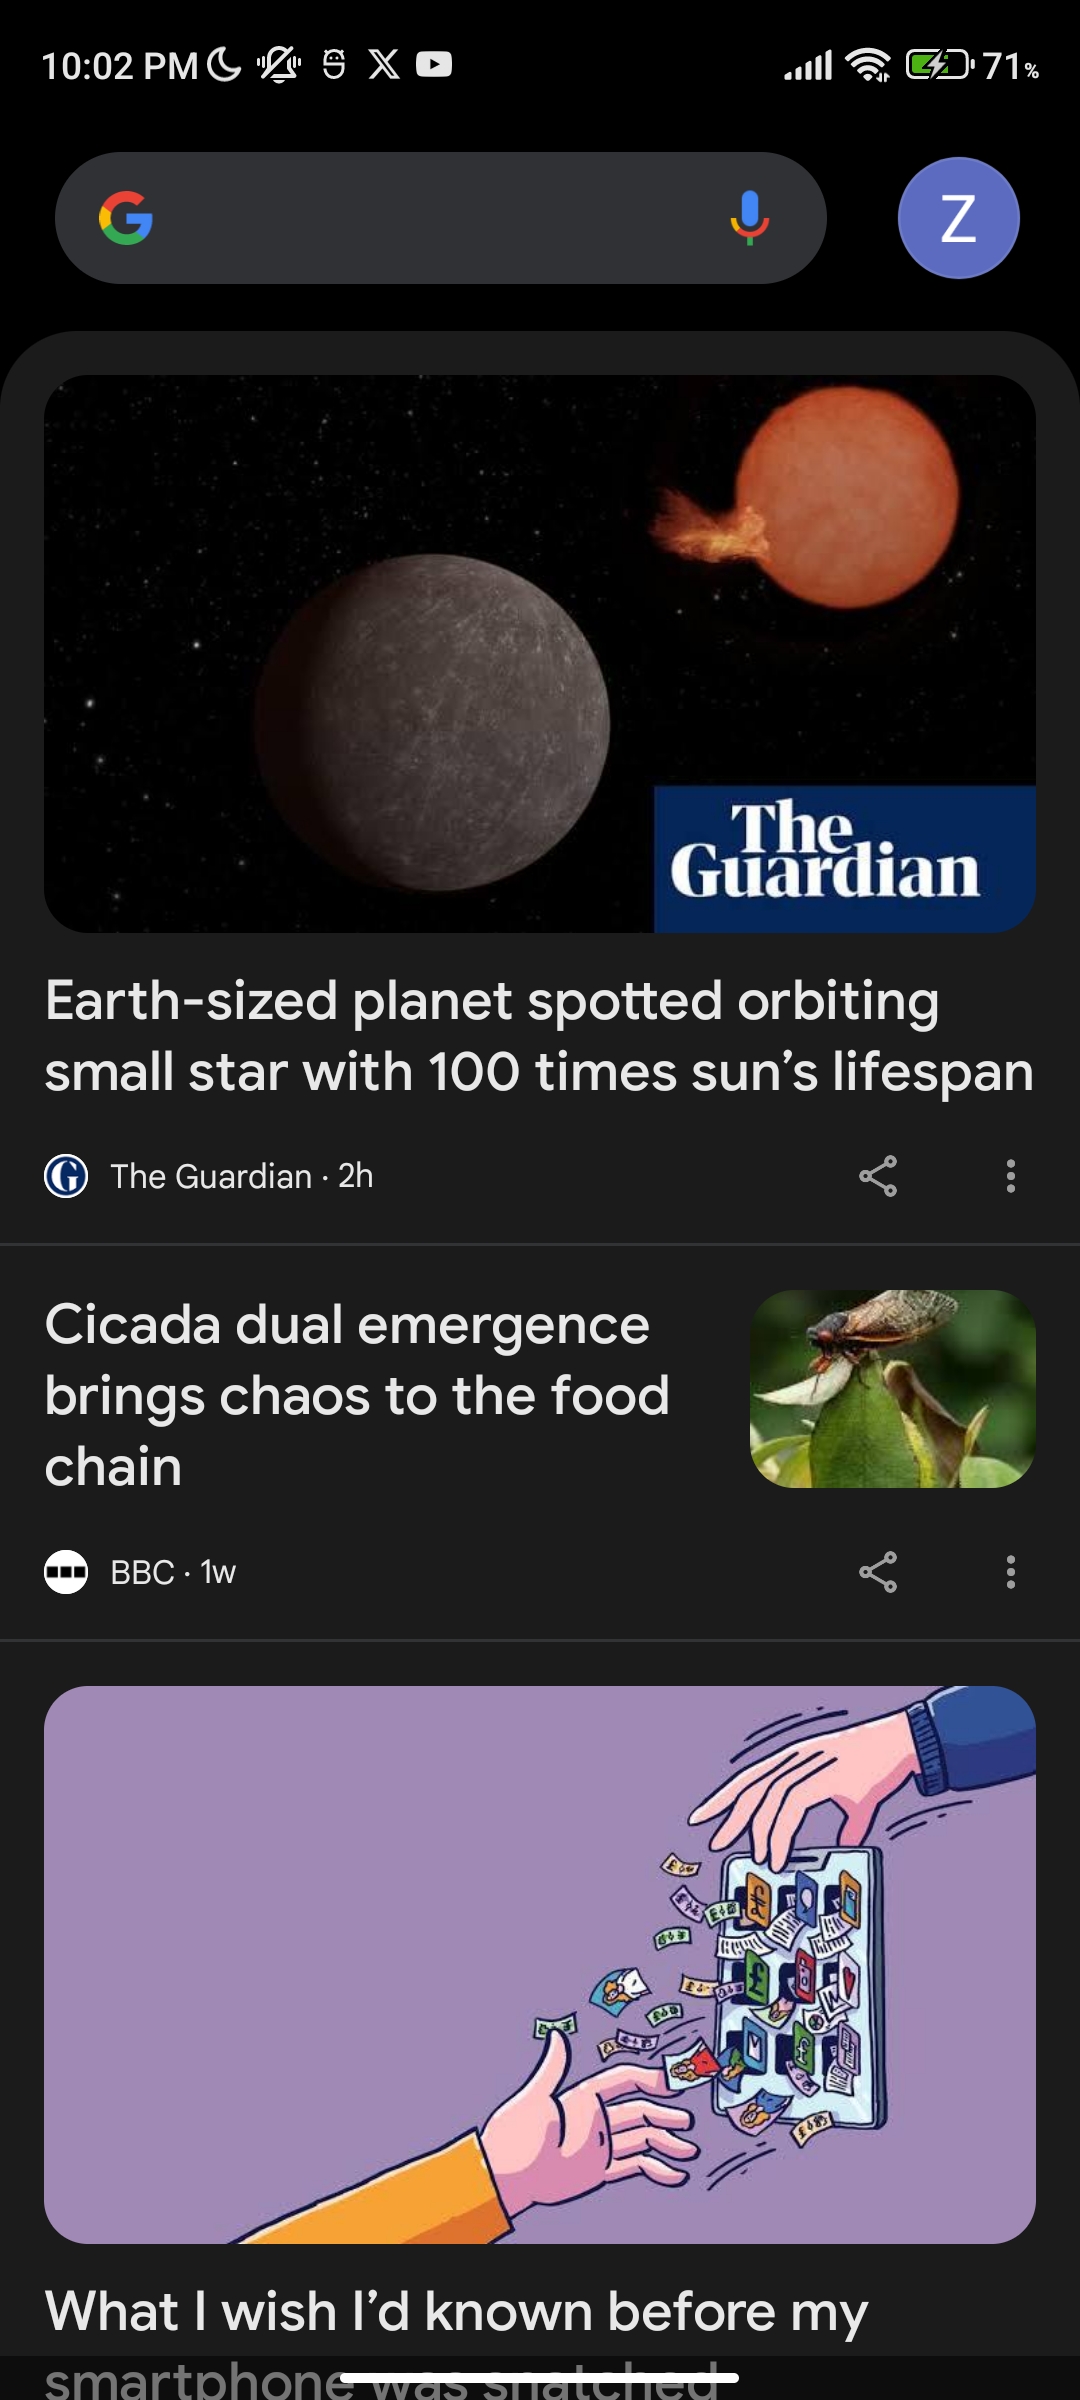 10:02 PM
71%
Z
The
Guardian
Earth-sized planet spotted orbiting
small star with 100 times sun’s lifespan
The Guardian · 2h
Cicada dual emergence
brings chaos to the food
chain
BBC · 1w
What I wish I’d known before my
smartphone was snatched